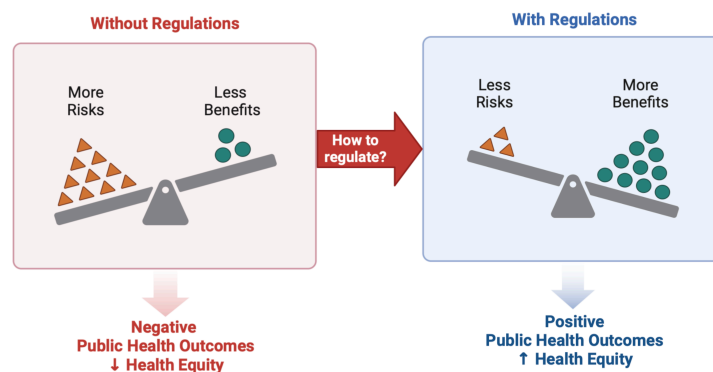 Without Regulations
More
Risks
Less
Benefits
How to
regulate?
With Regulations
Less
Risks
More
Benefits
Negative
Public Health Outcomes
↓ Health Equity
Positive
Public Health Outcomes
↑ Health Equity